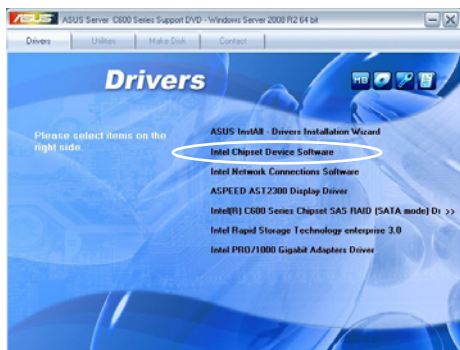 ASUS ASUS Server C600 Series Support DVD - Windows Server 2008 R2 64 bit
Drivers Utilities Make Disk Contact
Drivers
Please select items on the
right side.
ASUS InstAll - Drivers Installation Wizard
Intel Chipset Device Software
Intel Network Connections Software
ASPEED AST2300 Display Driver
Intel(R) C600 Series Chipset SAS RAID (SATA mode) Di >>
Intel Rapid Storage Technology enterprise 3.0
Intel PRO/1000 Gigabit Adapters Driver